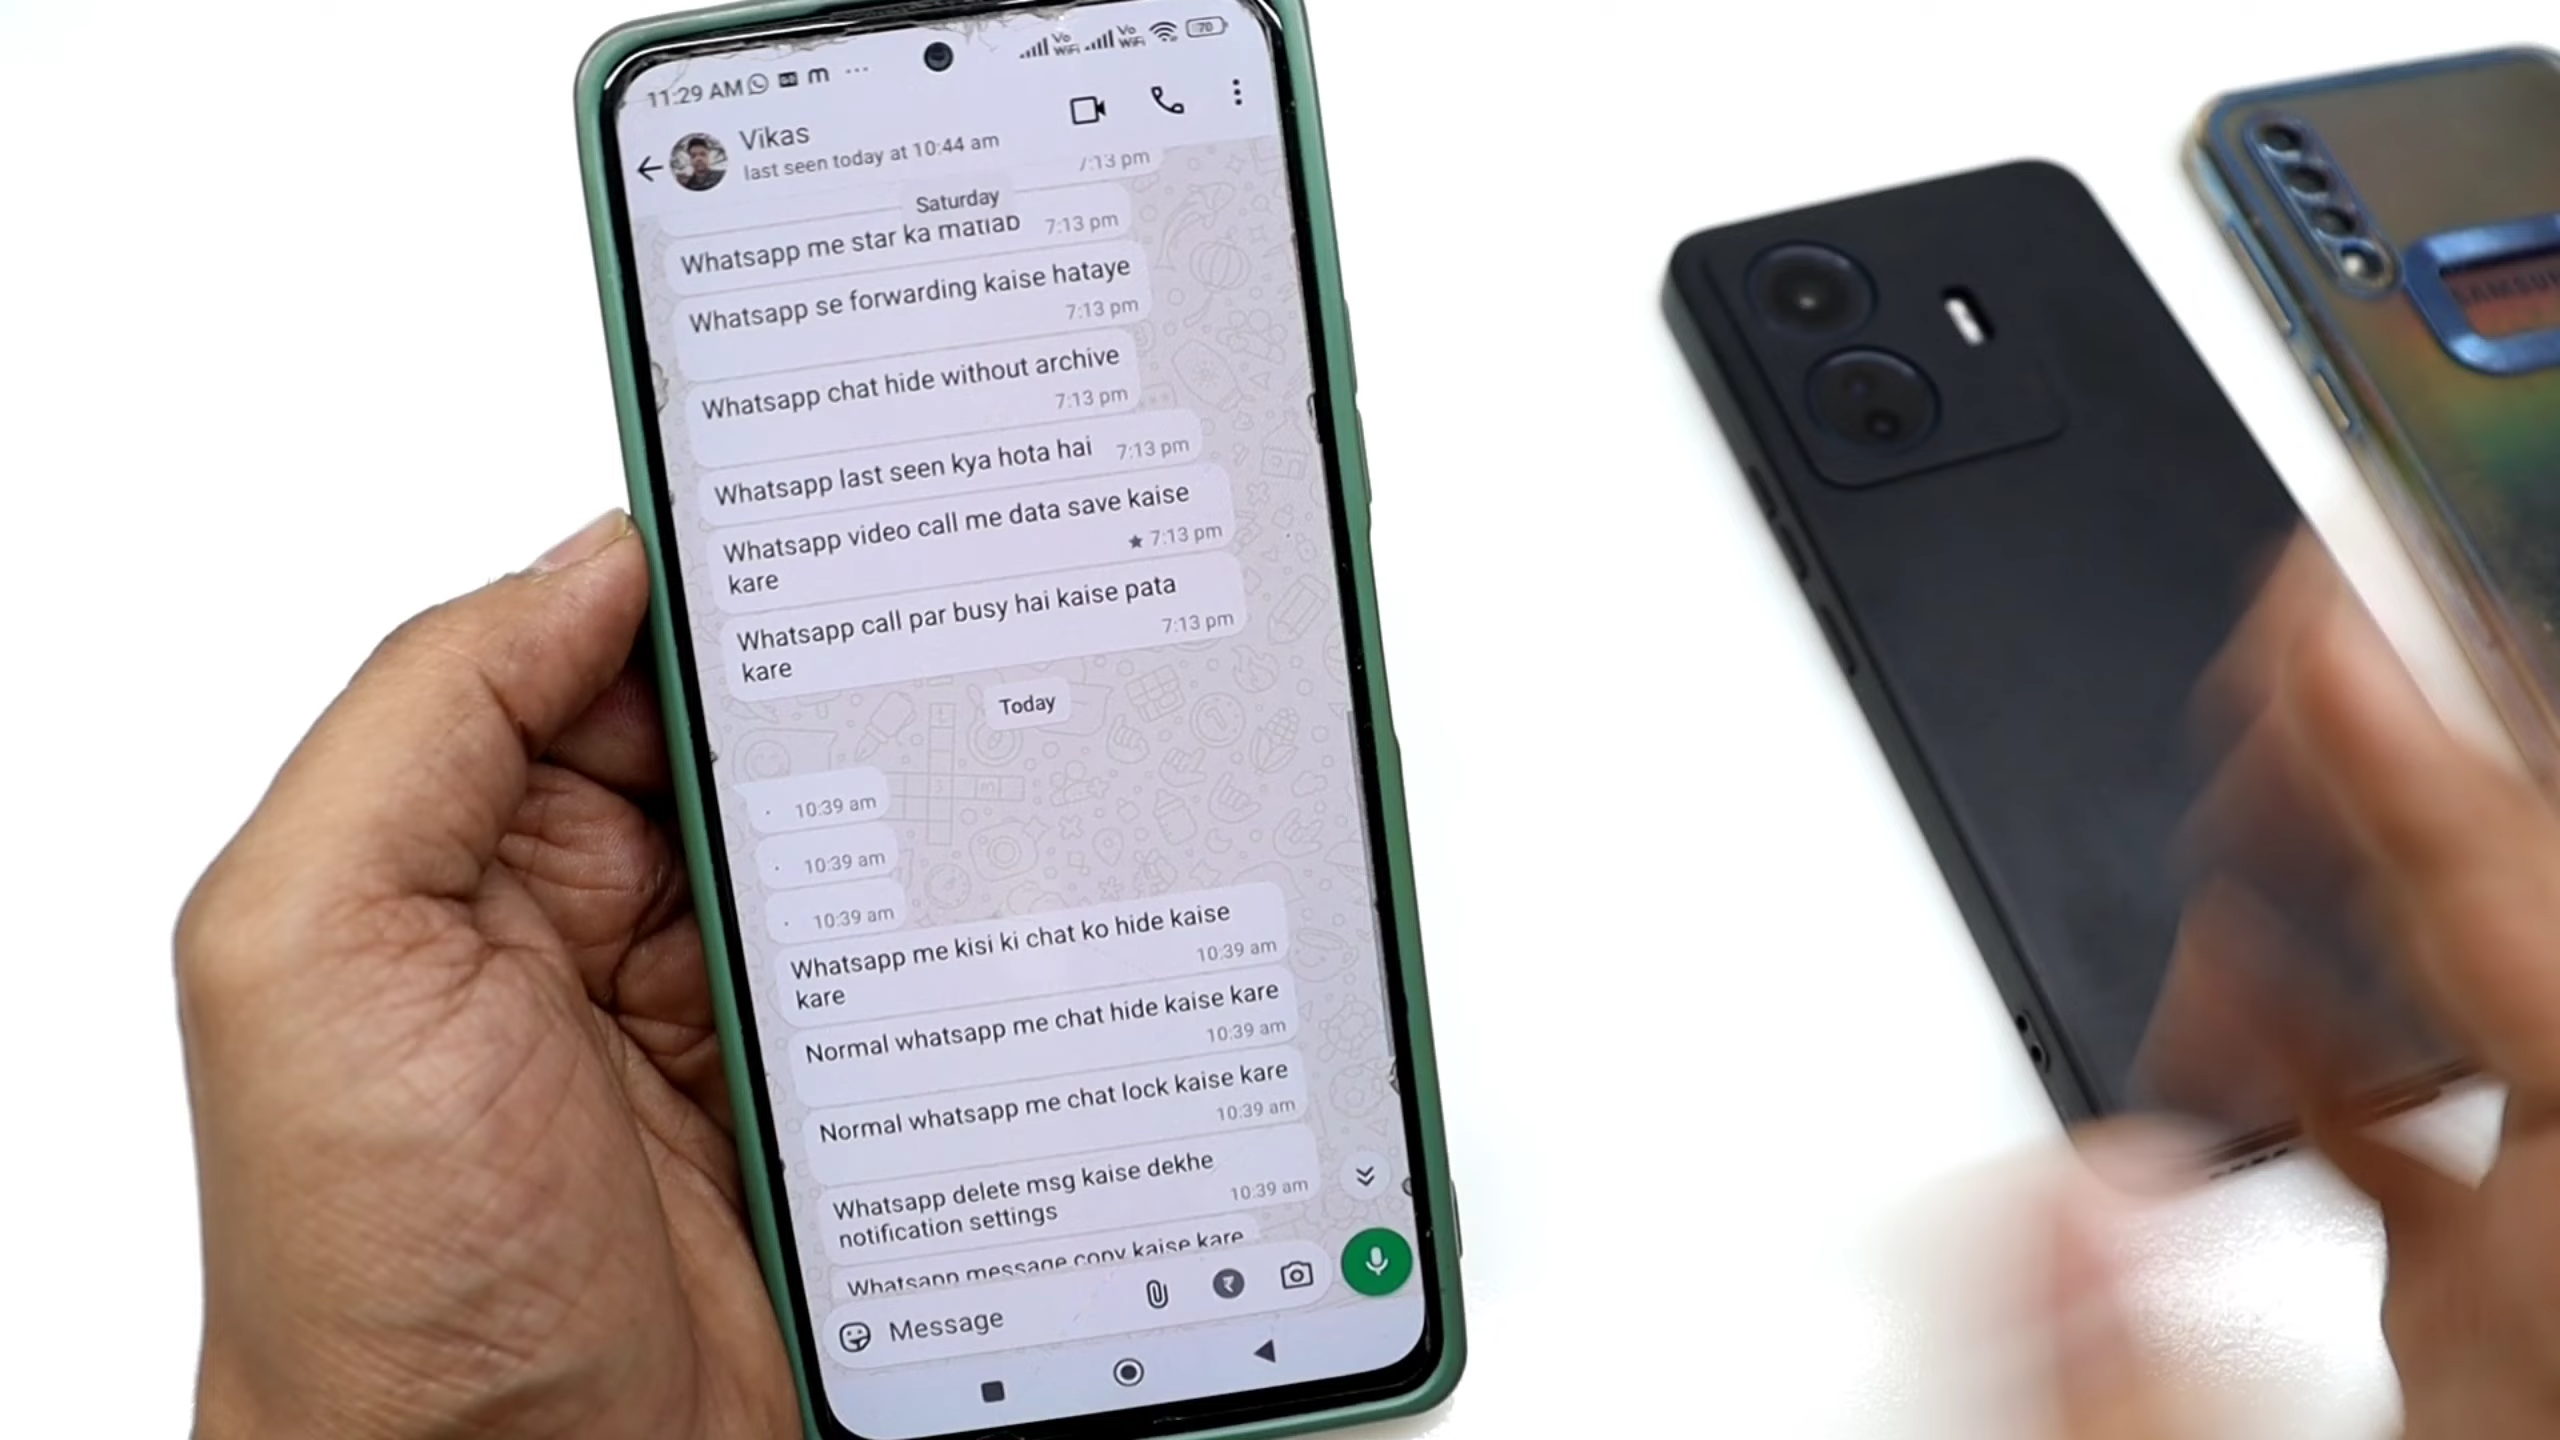 11:29 AM
Vo
WiFi
Vo
WiFi
70
Vikas
last seen today at 10:44 am
7:13 pm
Saturday
Whatsapp me star ka matlab 7:13 pm
Whatsapp se forwarding kaise hataye
7:13 pm
Whatsapp chat hide without archive
7:13 pm
Whatsapp last seen kya hota hai 7:13 pm
Whatsapp video call me data save kaise
kare
7:13 pm
Whatsapp call par busy hai kaise pata
kare
7:13 pm
Today
. 10:39 am
. 10:39 am
. 10:39 am
Whatsapp me kisi ki chat ko hide kaise
kare
10:39 am
Normal whatsapp me chat hide kaise kare
10:39 am
Normal whatsapp me chat lock kaise kare
10:39 am
Whatsapp delete msg kaise dekhe
notification settings
10:39 am
Whatsapp message copy kaise kare
Message
SAMSUNG